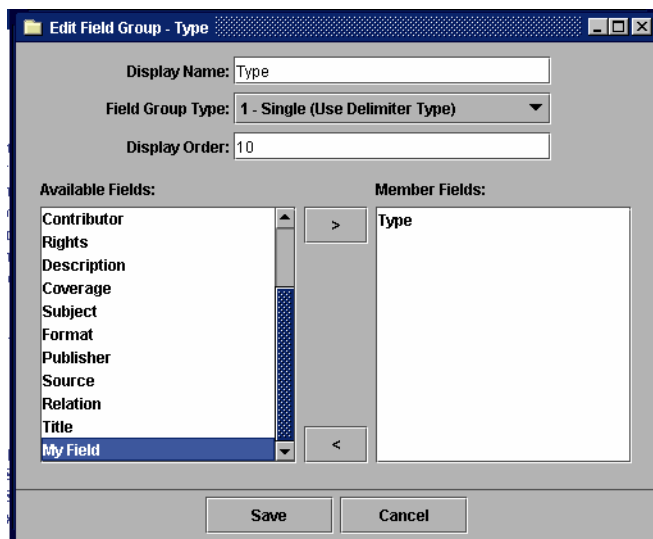 Edit Field Group - Type
Display Name: Type
Field Group Type: 1 - Single (Use Delimiter Type)
Display Order: 10
Available Fields:
Contributor
Rights
Description
Coverage
Subject
Format
Publisher
Source
Relation
Title
My Field
>
<
Member Fields:
Type
Save Cancel